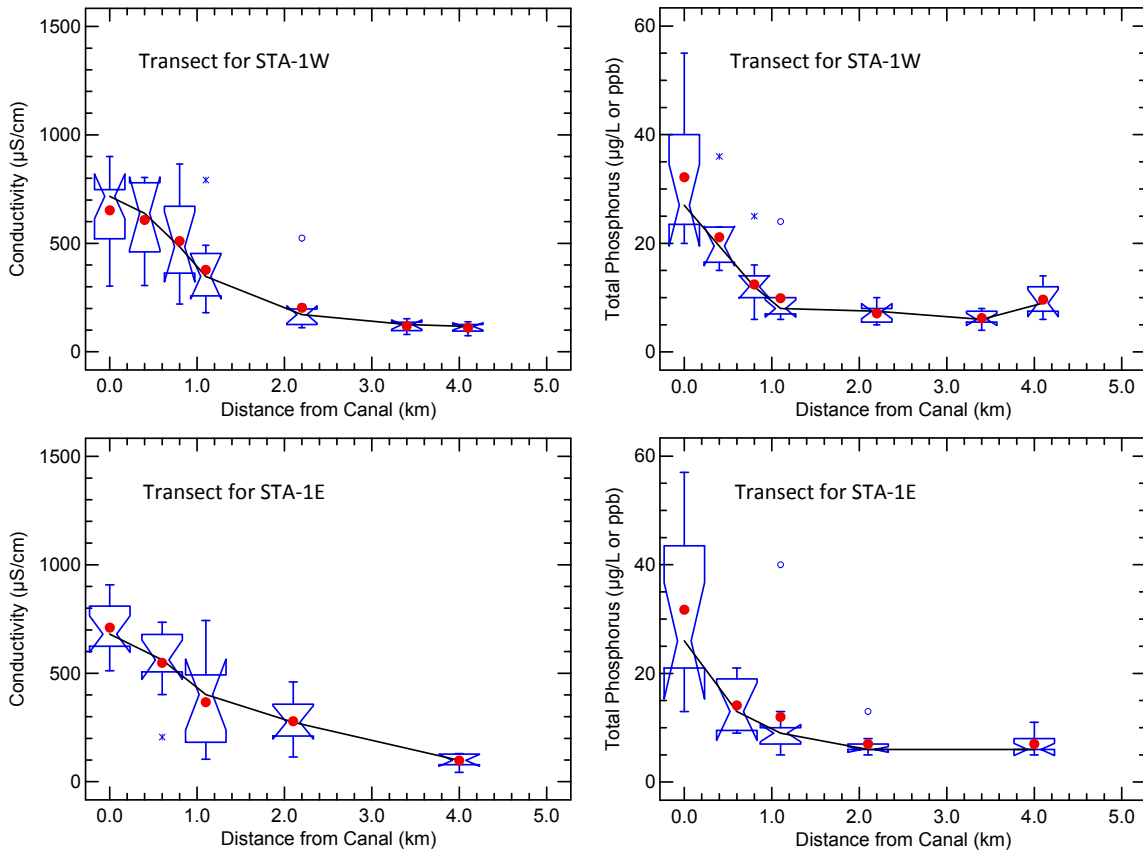 Transect for STA-1W
Conductivity (µS/cm)
1500
1000
500
0
0.0 1.0 2.0 3.0 4.0 5.0
Distance from Canal (km)
Transect for STA-1W
Total Phosphorus (µg/L or ppb)
60
40
20
0
0.0 1.0 2.0 3.0 4.0 5.0
Distance from Canal (km)
Transect for STA-1E
Conductivity (µS/cm)
1500
1000
500
0
0.0 1.0 2.0 3.0 4.0 5.0
Distance from Canal (km)
Transect for STA-1E
Total Phosphorus (µg/L or ppb)
60
40
20
0
0.0 1.0 2.0 3.0 4.0 5.0
Distance from Canal (km)